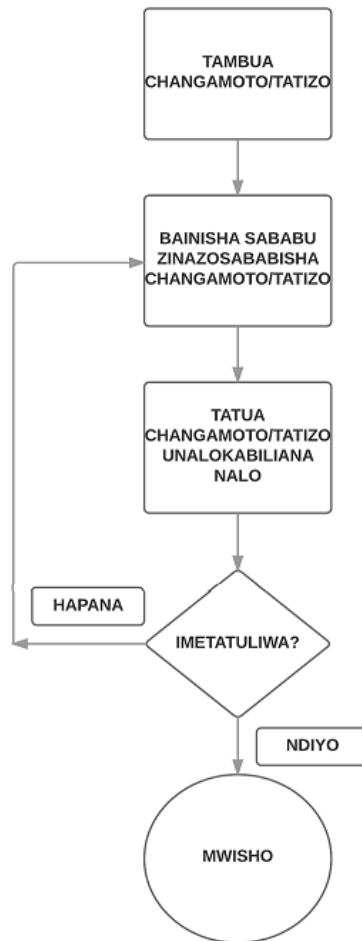 TAMBUA
CHANGAMOTO/TATIZO
BAINISHA SABABU
ZINAZOSABABISHA
CHANGAMOTO/TATIZO
TATUA
CHANGAMOTO/TATIZO
UNALOKABILIANA
NALO
HAPANA
IMETATULIWA?
NDIYO
MWISHO